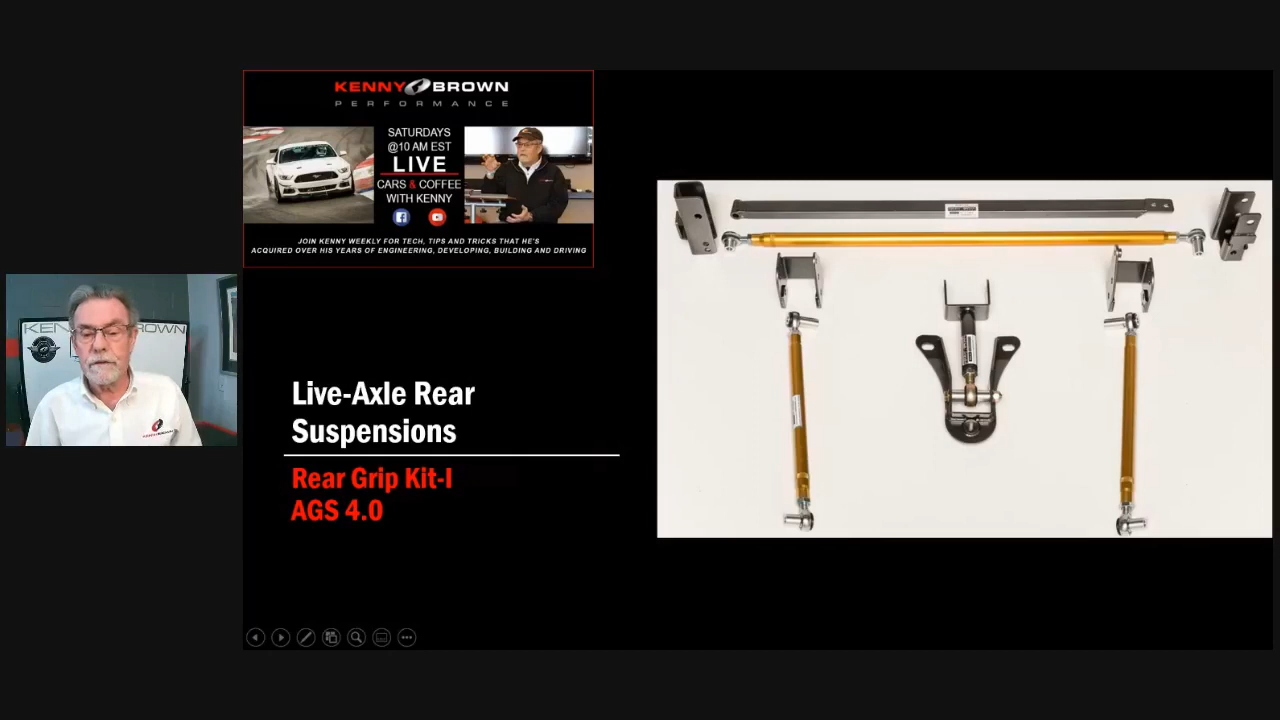 KENNY BROWN
PERFORMANCE
SATURDAYS
@10 AM EST
LIVE
CARS & COFFEE
WITH KENNY
JOIN KENNY WEEKLY FOR TECH, TIPS AND TRICKS THAT HE'S
ACQUIRED OVER HIS YEARS OF ENGINEERING, DEVELOPING, BUILDING AND DRIVING
KENNY BROWN
Live-Axle Rear
Suspensions
Rear Grip Kit-I
AGS 4.0